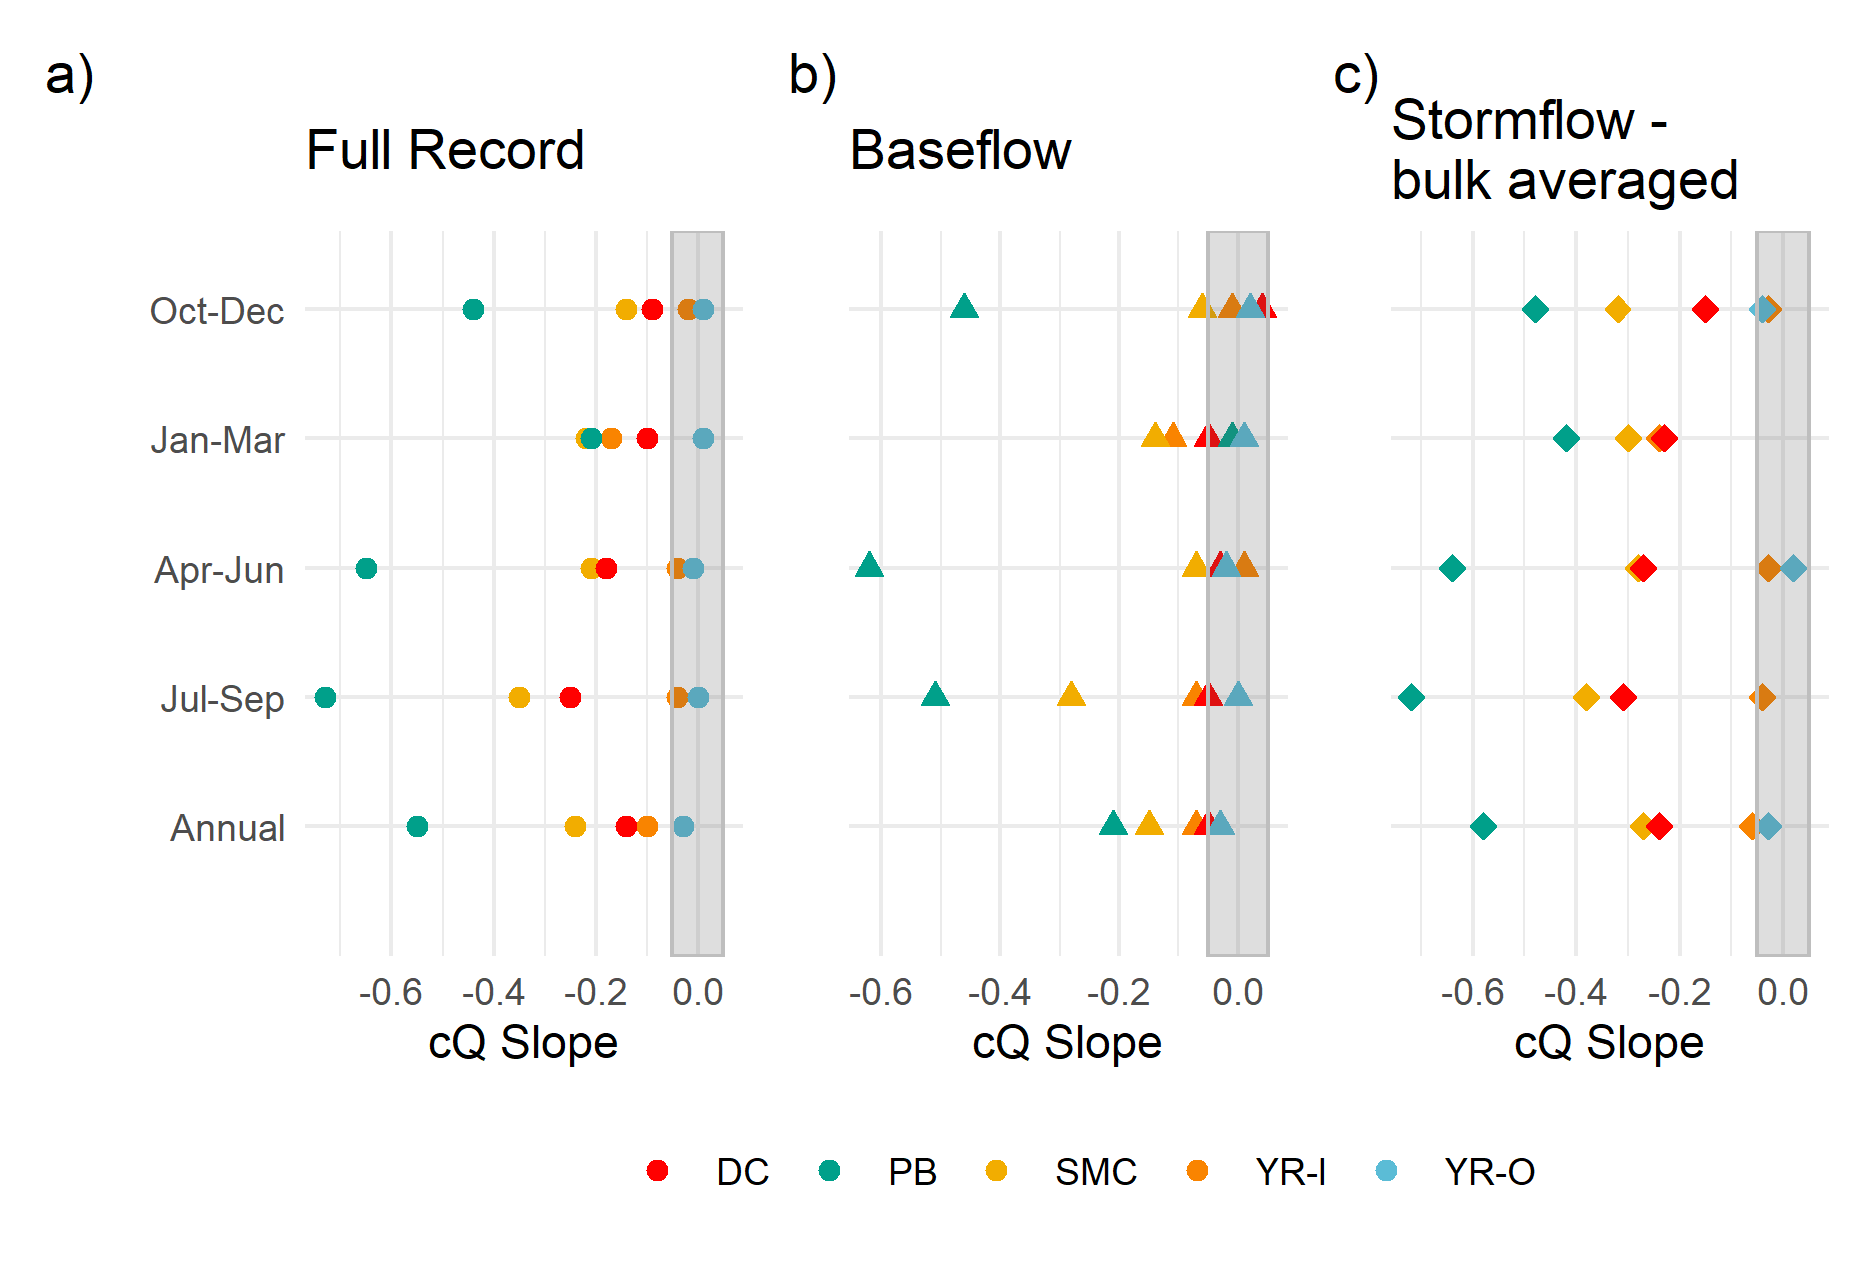 a)
b)
c)
Full Record
Baseflow
Stormflow -
bulk averaged
Oct-Dec
Jan-Mar
Apr-Jun
Jul-Sep
Annual
-0.6 -0.4 -0.2 0.0
-0.6 -0.4 -0.2 0.0
-0.6 -0.4 -0.2 0.0
cQ Slope
cQ Slope
cQ Slope
DC PB SMC YR-I YR-O